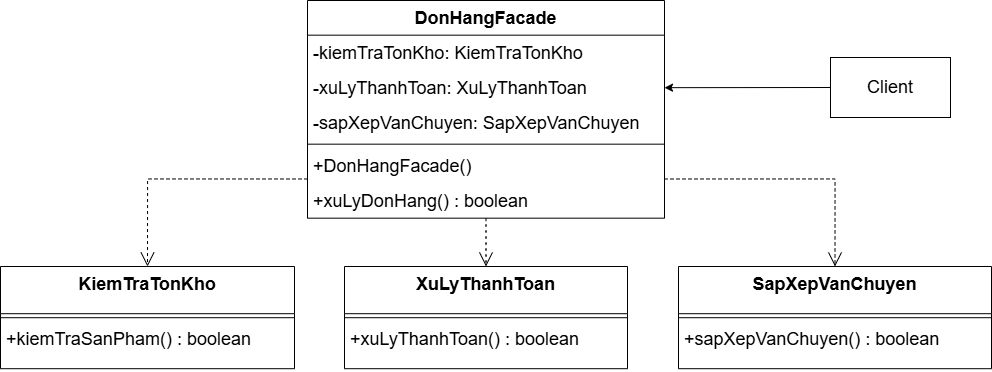 DonHangFacade
-kiemTraTonKho: KiemTraTonKho
-xuLyThanhToan: XuLyThanhToan
-sapXepVanChuyen: SapXepVanChuyen
+DonHangFacade()
+xuLyDonHang() : boolean
Client
KiemTraTonKho
+kiemTraSanPham() : boolean
XuLyThanhToan
+xuLyThanhToan() : boolean
SapXepVanChuyen
+sapXepVanChuyen() : boolean